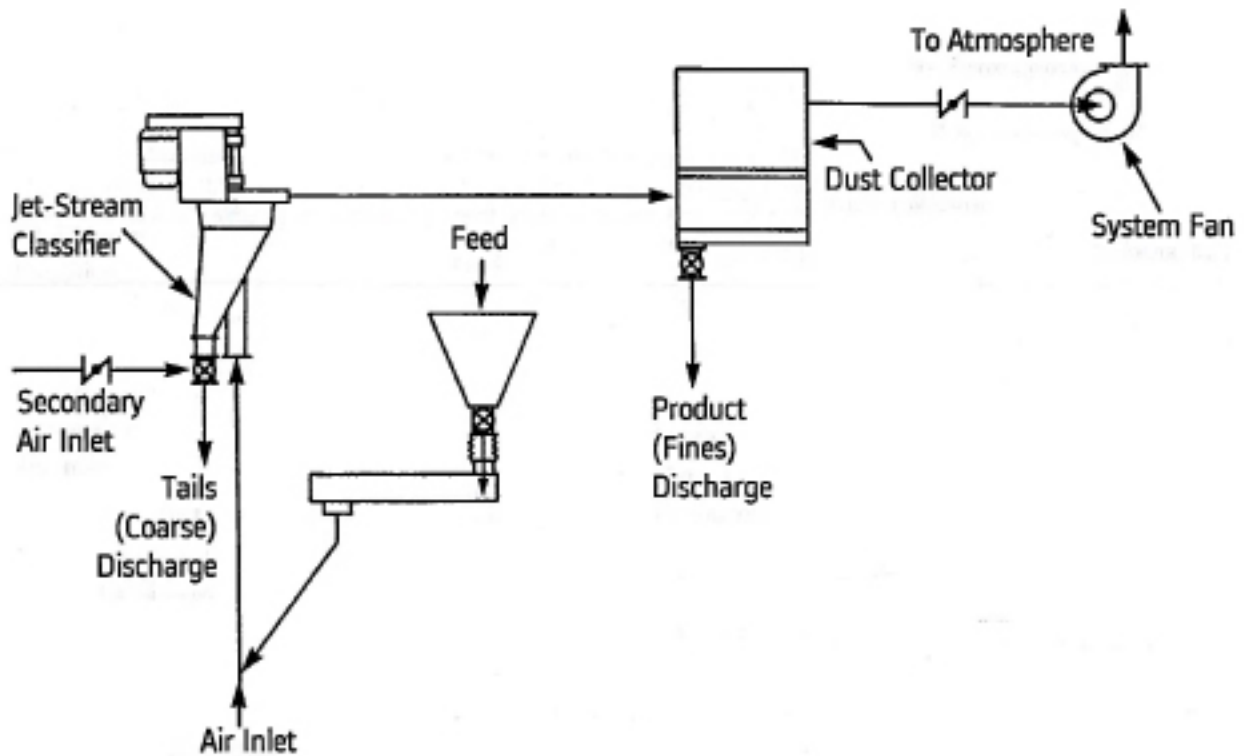 To Atmosphere
Dust Collector
System Fan
Jet-Stream
Classifier
Feed
Secondary
Air Inlet
Tails
(Coarse)
Discharge
Product
(Fines)
Discharge
Air Inlet